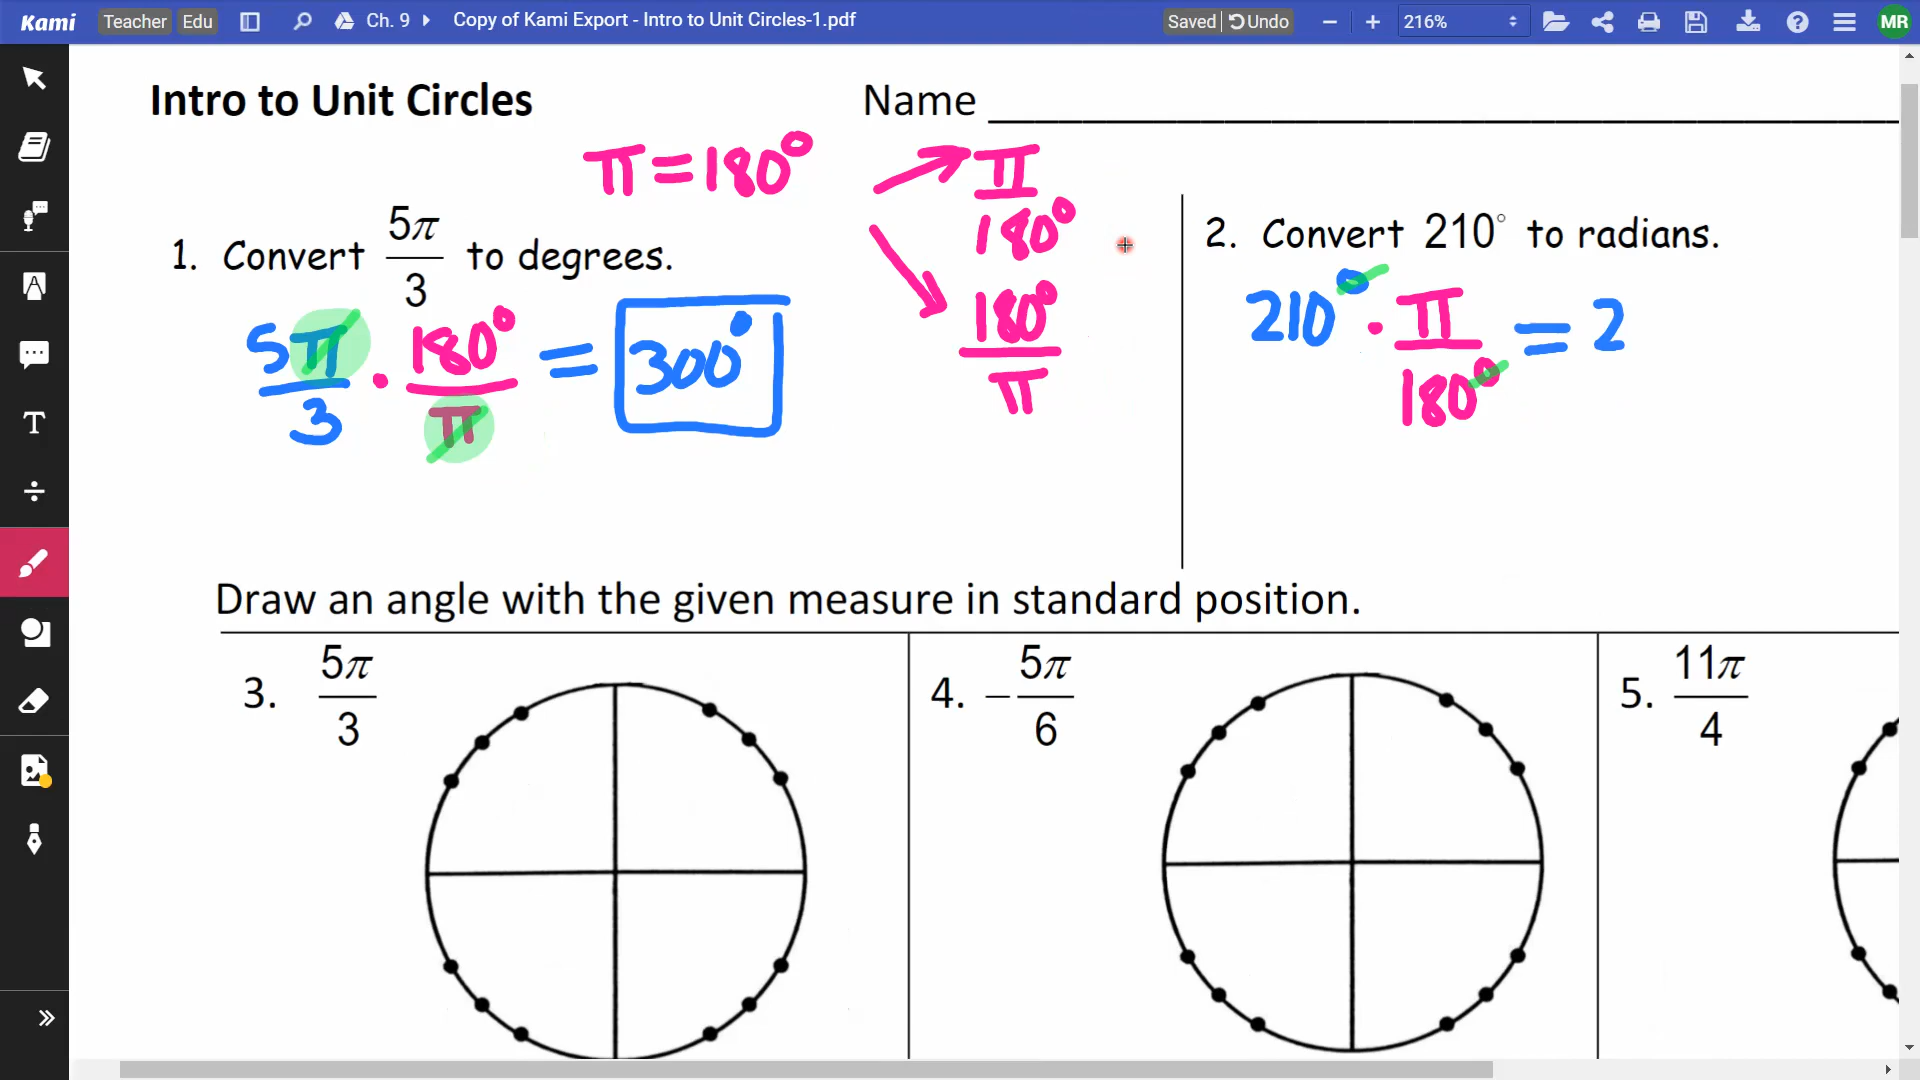 Kami Teacher Edu Ch. 9 Copy of Kami Export - Intro to Unit Circles-1.pdf Saved Undo 216% MR
Intro to Unit Circles
Name
π = 180°
π/180°
180°/π
1. Convert 5π/3 to degrees.
5π/3 · 180°/π = 300°
2. Convert 210° to radians.
210° · π/180° = 2
Draw an angle with the given measure in standard position.
3. 5π/3
4. -5π/6
5. 11π/4